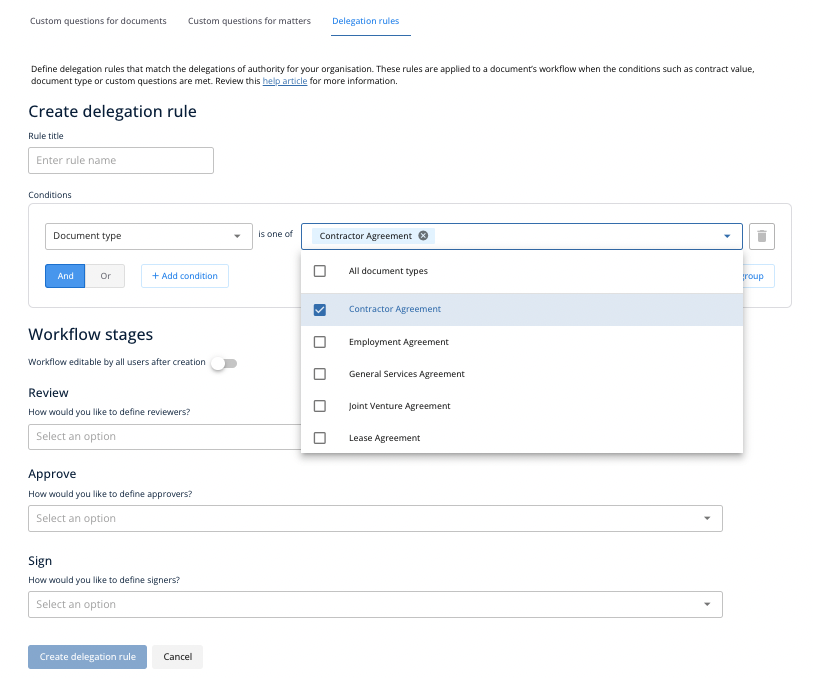 Custom questions for documents
Custom questions for matters
Delegation rules
Define delegation rules that match the delegations of authority for your organisation. These rules are applied to a document's workflow when the conditions such as contract value,
document type or custom questions are met. Review this help article for more information.
Create delegation rule
Rule title
Enter rule name
Conditions
Document type
is one of
Contractor Agreement
And
Or
+ Add condition
group
All document types
Contractor Agreement
Employment Agreement
General Services Agreement
Joint Venture Agreement
Lease Agreement
Workflow stages
Workflow editable by all users after creation
Review
How would you like to define reviewers?
Select an option
Approve
How would you like to define approvers?
Select an option
Sign
How would you like to define signers?
Select an option
Create delegation rule
Cancel